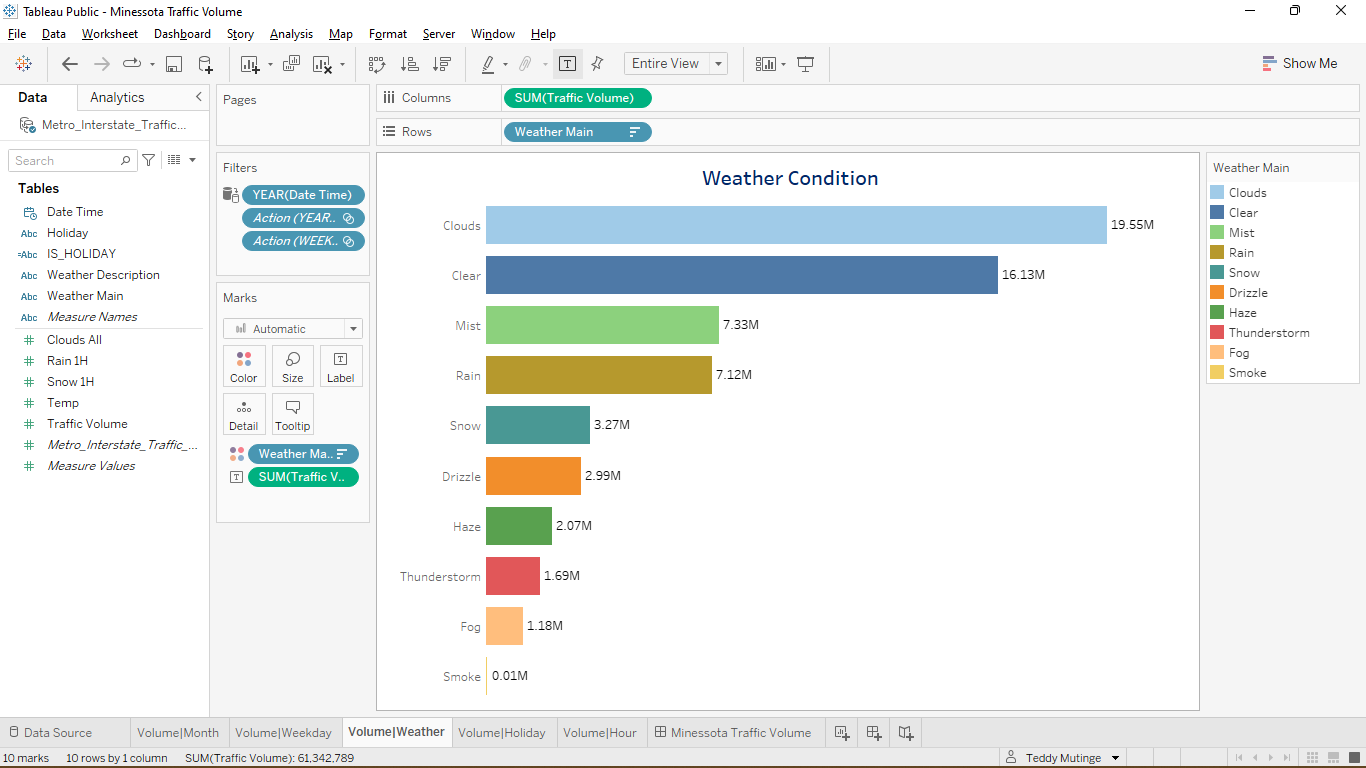 Tableau Public - Minessota Traffic Volume
File Data Worksheet Dashboard Story Analysis Map Format Server Window Help
Entire View
Show Me
Data Analytics
Metro_Interstate_Traffic...
Search
Tables
Date Time
Abc Holiday
=Abc IS_HOLIDAY
Abc Weather Description
Abc Weather Main
Abc Measure Names
# Clouds All
# Rain 1H
# Snow 1H
# Temp
# Traffic Volume
# Metro_Interstate_Traffic_...
# Measure Values
Pages
Filters
YEAR(Date Time)
Action (YEAR..
Action (WEEK..
Marks
Automatic
Color Size Label
Detail Tooltip
Weather Ma..
SUM(Traffic V..
Columns SUM(Traffic Volume)
Rows Weather Main
Weather Condition
Clouds 19.55M
Clear 16.13M
Mist 7.33M
Rain 7.12M
Snow 3.27M
Drizzle 2.99M
Haze 2.07M
Thunderstorm 1.69M
Fog 1.18M
Smoke 0.01M
Weather Main
Clouds
Clear
Mist
Rain
Snow
Drizzle
Haze
Thunderstorm
Fog
Smoke
Data Source Volume|Month Volume|Weekday Volume|Weather Volume|Holiday Volume|Hour Minessota Traffic Volume
10 marks 10 rows by 1 column SUM(Traffic Volume): 61,342,789 Teddy Mutinge